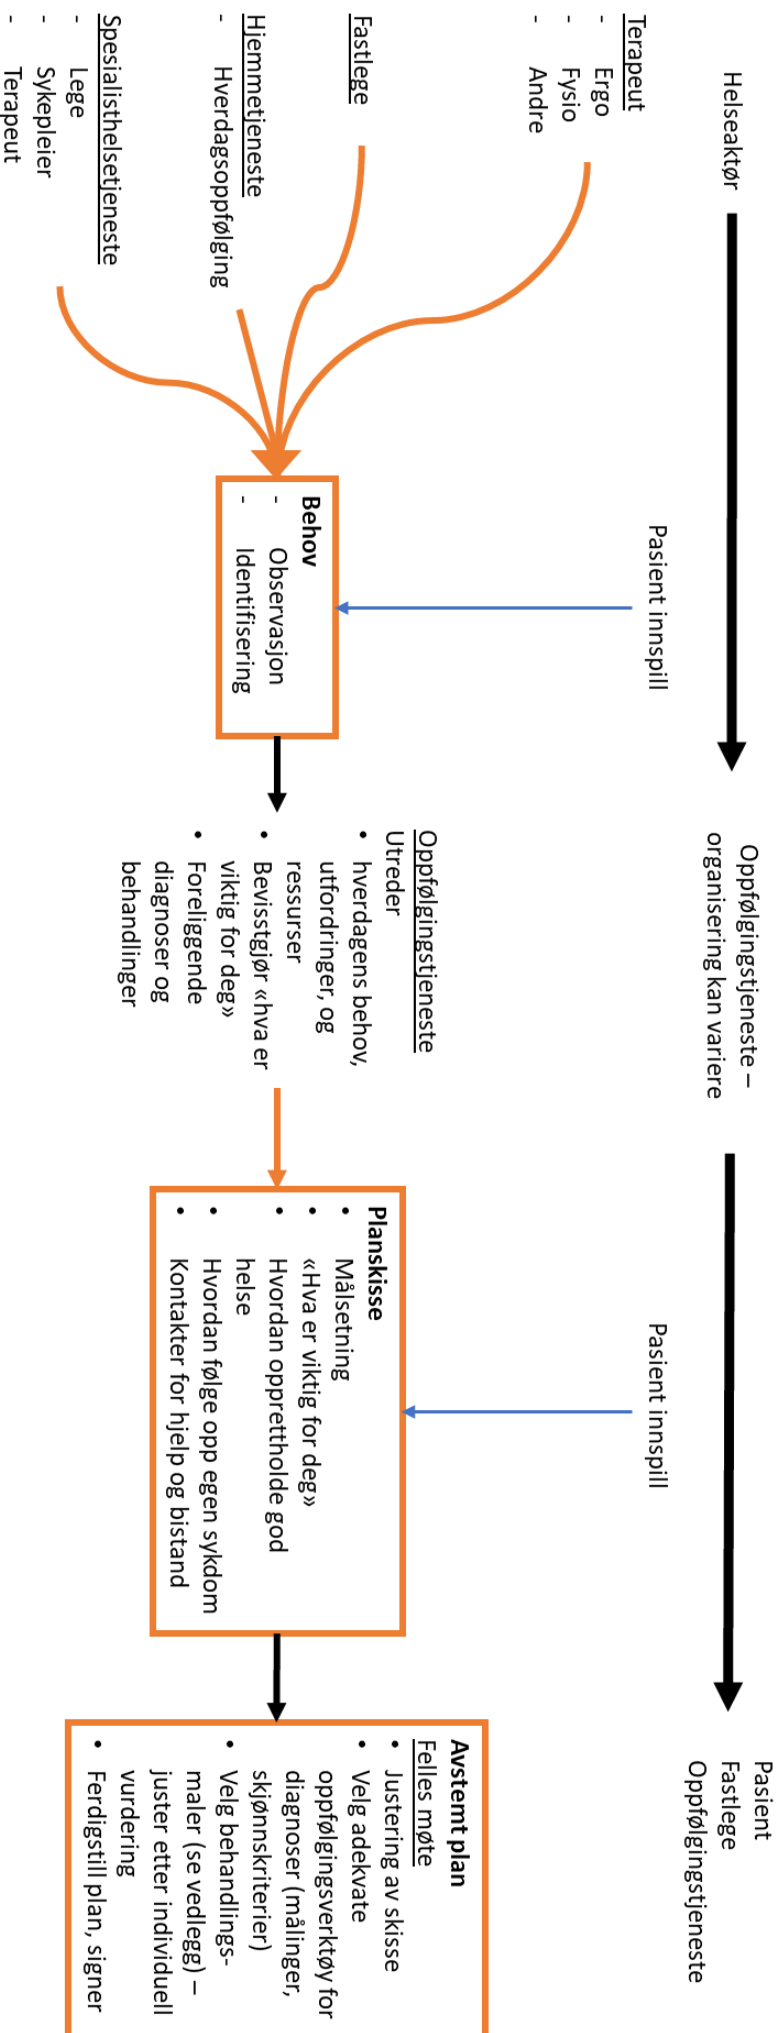 Helseaktør
Oppfølgingstjeneste –
organisering kan variere
Pasient
Fastlege
Oppfølgingstjeneste
Pasient innspill
Pasient innspill
Terapeut
- Ergo
- Fysio
- Andre
Fastlege
Hjemmetjeneste
- Hverdagsoppfølging
Spesialisthelsetjeneste
- Lege
- Sykepleier
- Terapeut
Behov
- Observasjon
- Identifisering
Oppfølgingstjeneste
Utreder
• hverdagens behov,
utfordringer, og
ressurser
• Bevisstgjør «hva er
viktig for deg»
• Foreliggende
diagnoser og
behandlinger
Planskisse
• Målsetning
• «Hva er viktig for deg»
• Hvordan opprettholde god
helse
• Hvordan følge opp egen sykdom
• Kontakter for hjelp og bistand
Avstemt plan
Felles møte
• Justering av skisse
• Velg adekvate
oppfølgingsverktøy for
diagnoser (målinger,
skjønnskriterier)
• Velg behandlings-
maler (se vedlegg) –
juster etter individuell
vurdering
• Ferdigstill plan, signer